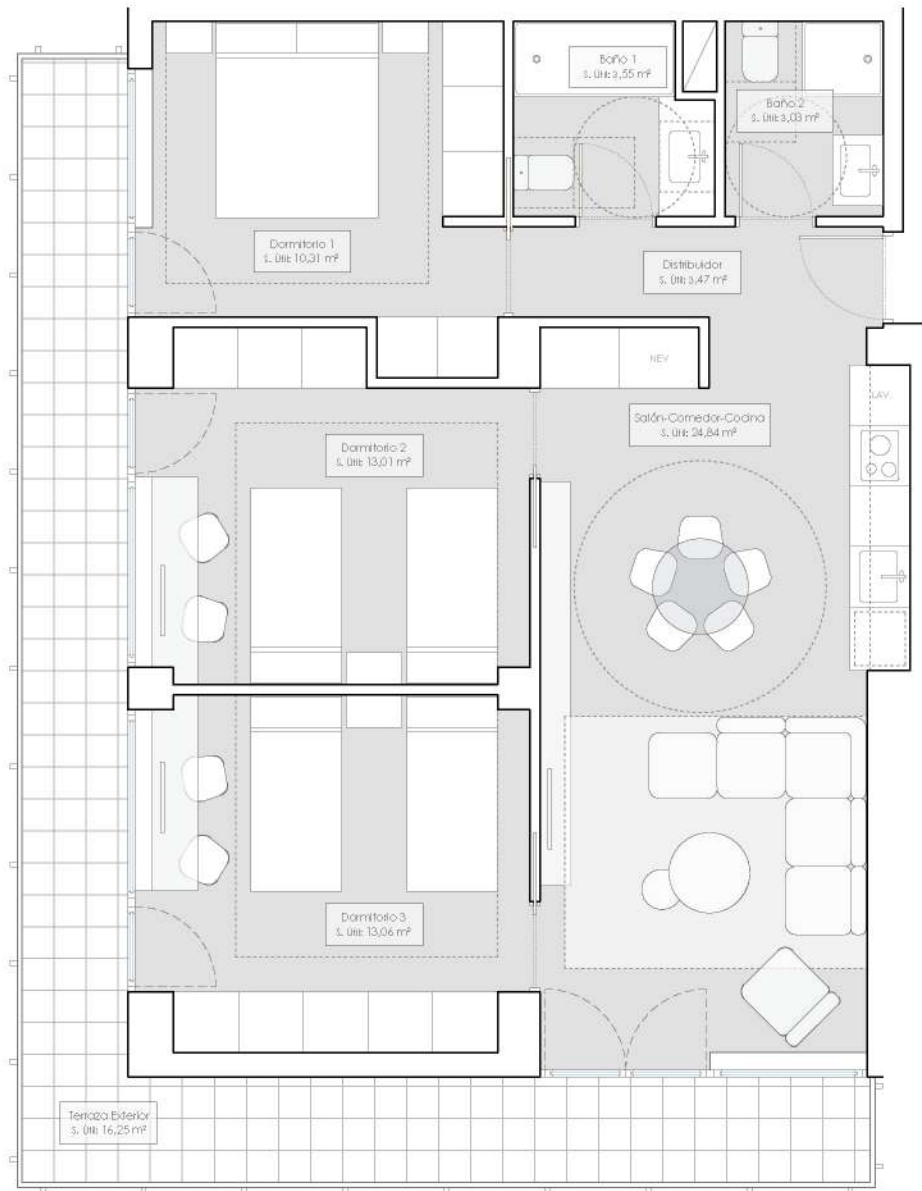 Baño 1
S. Útil: 3,55 m²
Baño 2
S. Útil: 3,03 m²
Dormitorio 1
S. Útil: 10,31 m²
Distribuidor
S. Útil: 3,47 m²
NEV
LAV.
Salón-Comedor-Cocina
S. Útil: 24,84 m²
Dormitorio 2
S. Útil: 13,01 m²
Dormitorio 3
S. Útil: 13,06 m²
Terraza Exterior
S. Útil: 16,25 m²